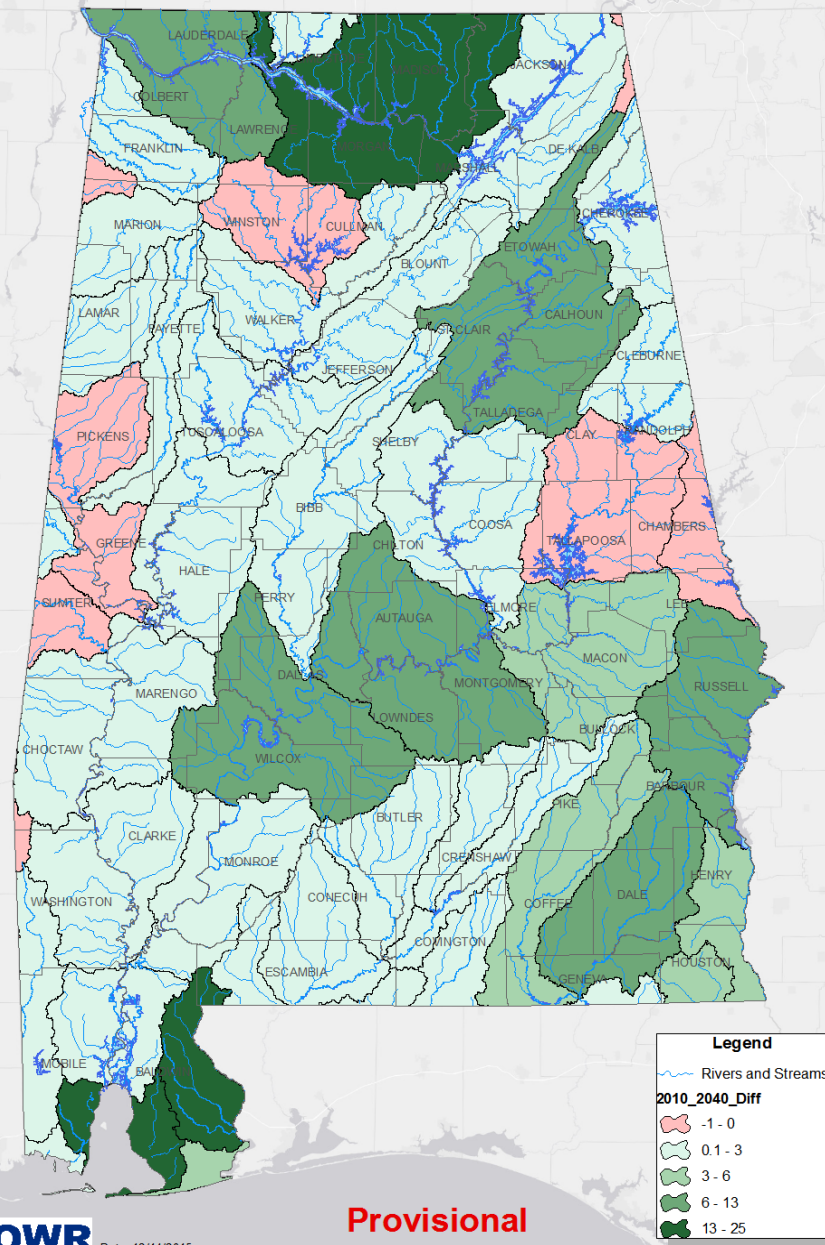 LAUDERDALE
JACKSON
COLBERT
LAWRENC
FRANKLIN
DE KALB
CHEROKEE
MARION
WINSTON
CULLMAN
ETOWAH
BLOUNT
LAMAR
FAYETTE
WALKER
ST CLAIR
CALHOUN
CLEBURNE
JEFFERSON
PICKENS
TUSCALOOSA
TALLADEGA
SHELBY
CLAY
RANDOLPH
BIBB
COOSA
CHAMBERS
GREENE
CHILTON
TALLAPOOSA
HALE
SUMTER
PERRY
ELMORE
LEE
AUTAUGA
MACON
DALLAS
MONTGOMERY
RUSSELL
MARENGO
LOWNDES
BULLOCK
CHOCTAW
WILCOX
BARBOUR
PIKE
BUTLER
CLARKE
CRENSHAW
MONROE
HENRY
CONECUH
COFFEE
DALE
WASHINGTON
COVINGTON
ESCAMBIA
HOUSTON
GENEVA
MOBILE
Legend
Rivers and Streams
2010_2040_Diff
-1 - 0
0.1 - 3
3 - 6
6 - 13
13 - 25
Provisional
OWR